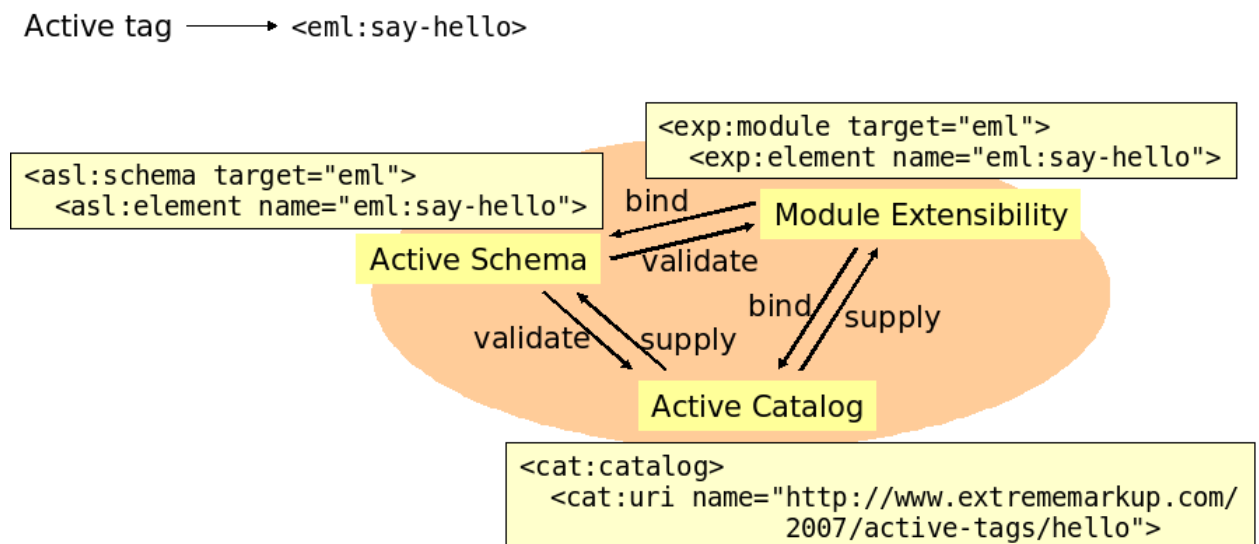 Active tag
<eml:say-hello>
<exp:module target="eml">
<exp:element name="eml:say-hello">
<asl:schema target="eml">
<asl:element name="eml:say-hello">
bind
Module Extensibility
Active Schema
validate
bind
supply
validate
supply
Active Catalog
<cat:catalog>
<cat:uri name="http://www.extrememarkup.com/
2007/active-tags/hello">